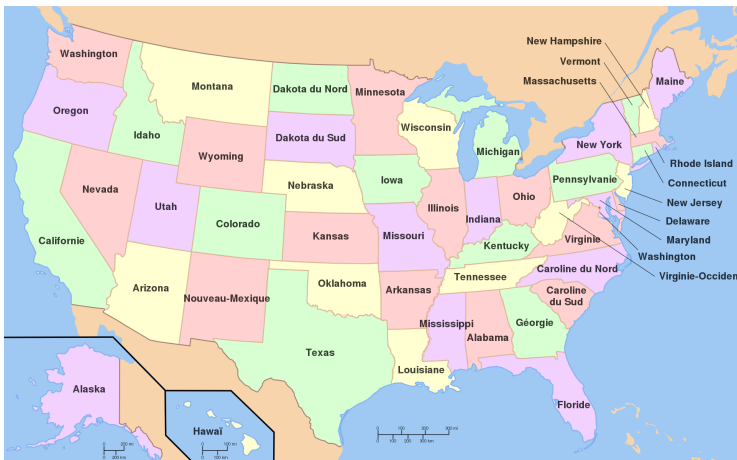 New Hampshire
Vermont
Massachusetts
Washington
Montana
Dakota du Nord
Minnesota
Maine
Oregon
Idaho
Dakota du Sud
Wisconsin
Michigan
New York
Rhode Island
Wyoming
Connecticut
Nevada
Utah
Nebraska
Iowa
Pennsylvanie
New Jersey
Illinois
Indiana
Ohio
Delaware
Californie
Colorado
Kansas
Missouri
Kentucky
Virginie
Maryland
Washington
Virginie-Occiden
Arizona
Nouveau-Mexique
Oklahoma
Arkansas
Tennessee
Caroline du Nord
Caroline
du Sud
Texas
Mississippi
Alabama
Géorgie
Louisiane
Floride
Alaska
Hawaï